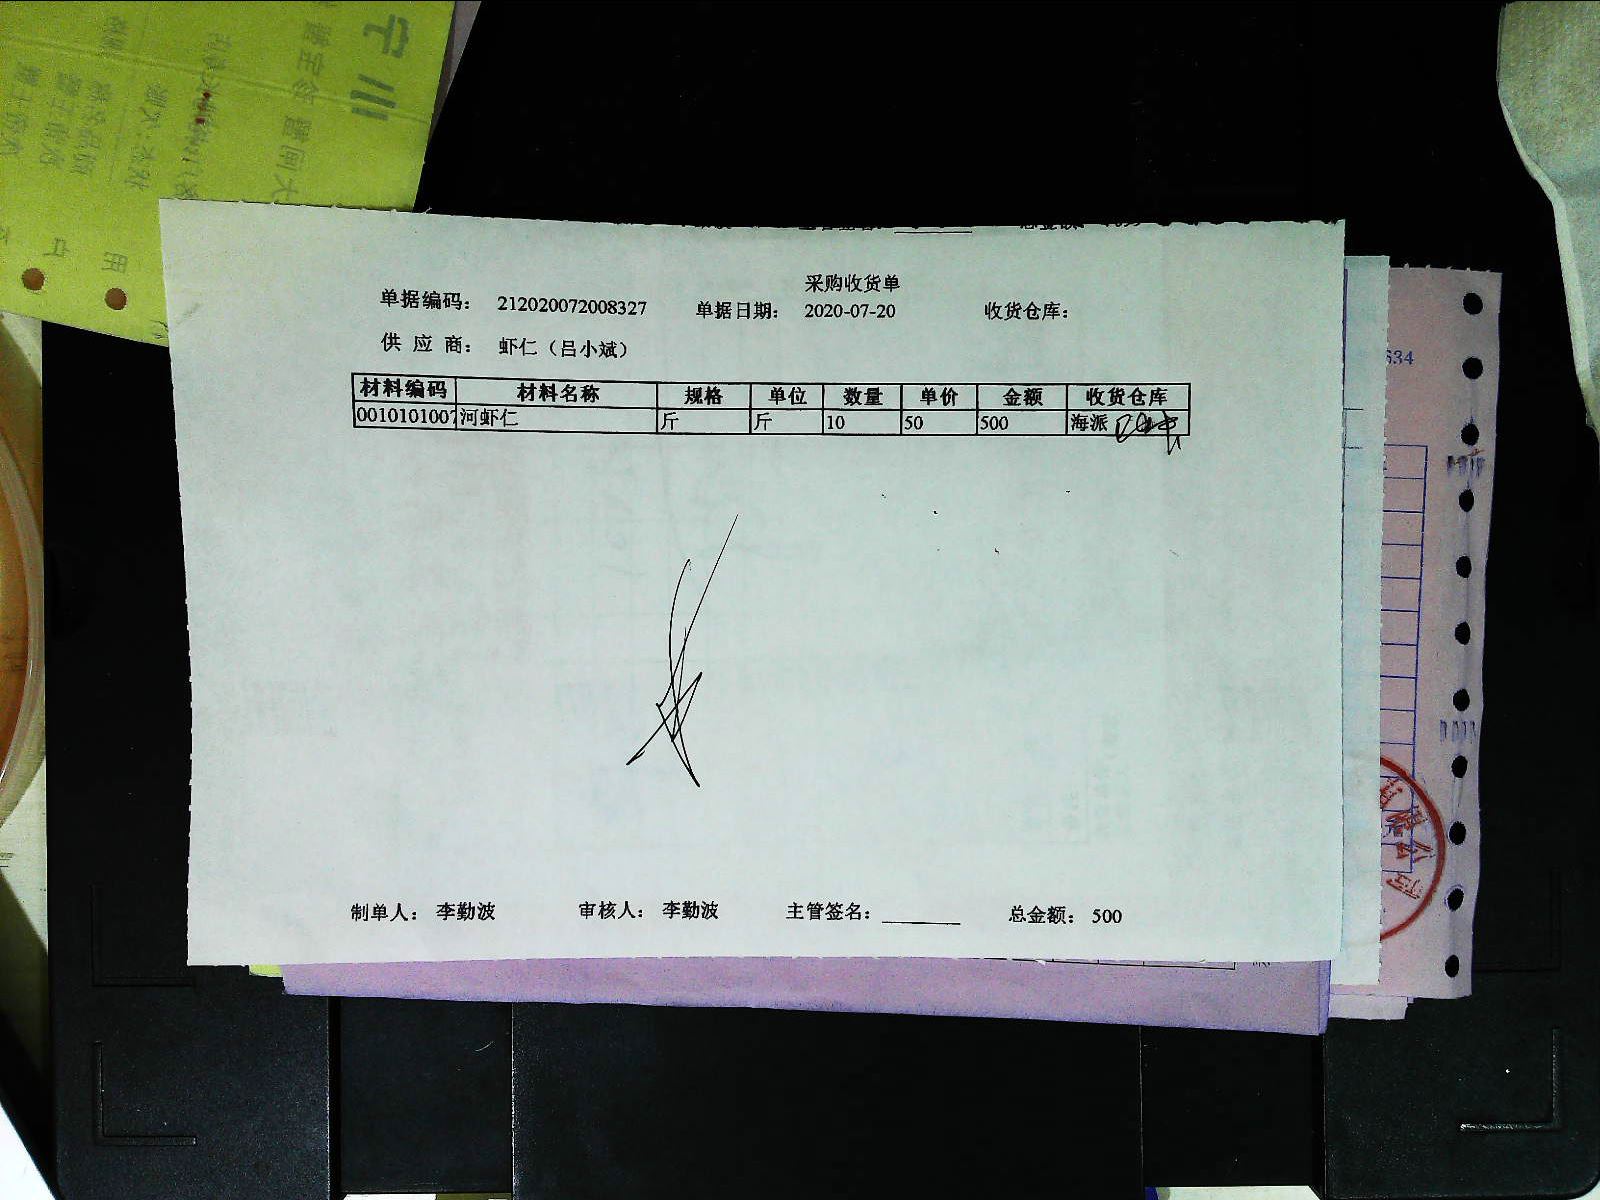 采购收货单
单据编码： 212020072008327 单据日期： 2020-07-20 收货仓库：
供 应 商： 虾仁（吕小斌）
材料编码 材料名称 规格 单位 数量 单价 金额 收货仓库
0010101007 河虾仁 斤 斤 10 50 500 海派
制单人： 李勤波 审核人： 李勤波 主管签名： 总金额： 500
634